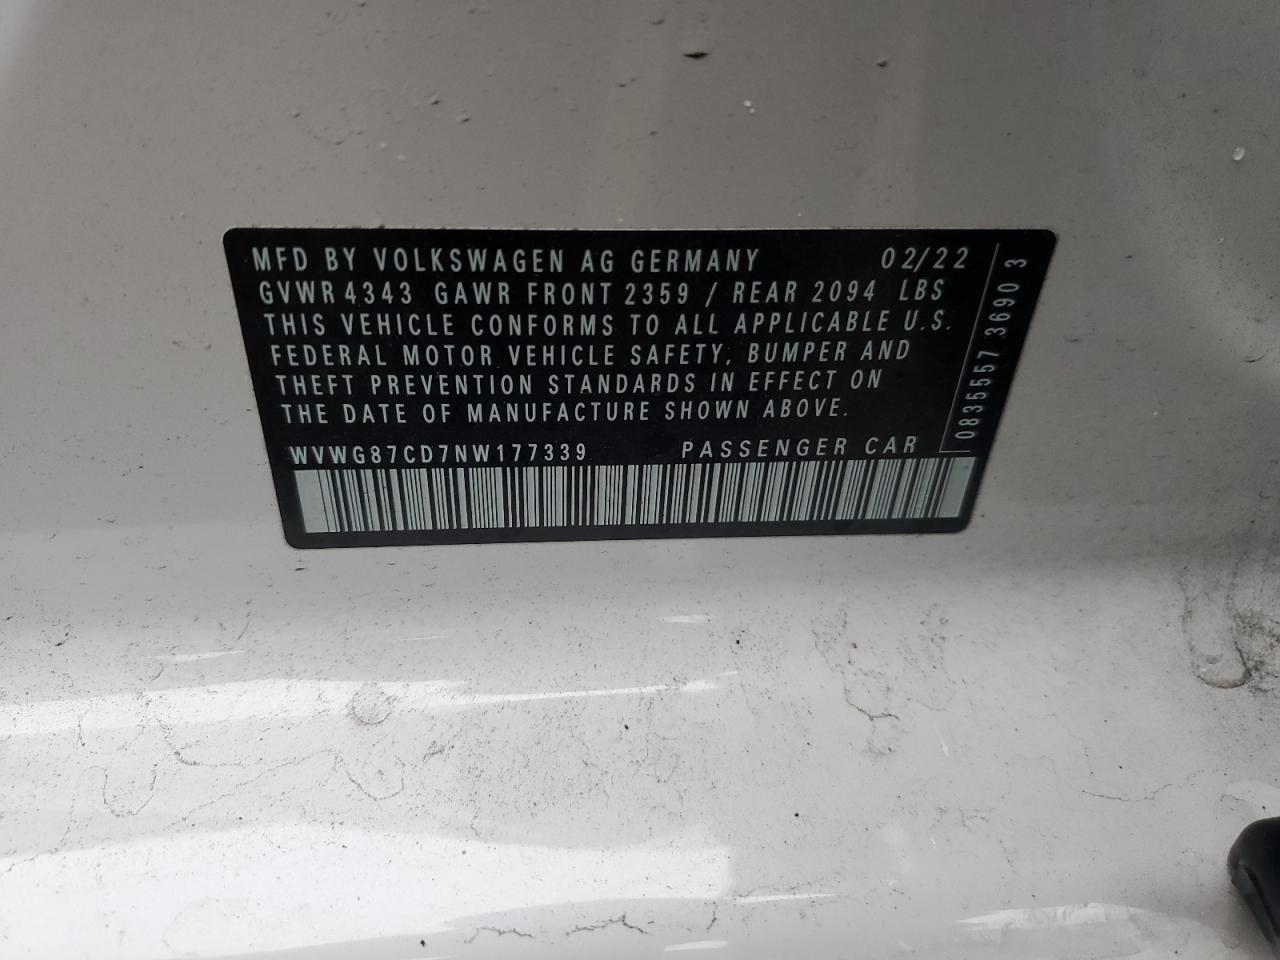 MFD BY VOLKSWAGEN AG GERMANY 02/22
GVWR 4343 GAWR FRONT 2359 / REAR 2094 LBS
THIS VEHICLE CONFORMS TO ALL APPLICABLE U.S.
FEDERAL MOTOR VEHICLE SAFETY, BUMPER AND
THEFT PREVENTION STANDARDS IN EFFECT ON
THE DATE OF MANUFACTURE SHOWN ABOVE.
WVWG87CD7NW177339 PASSENGER CAR
0835557 3690 3